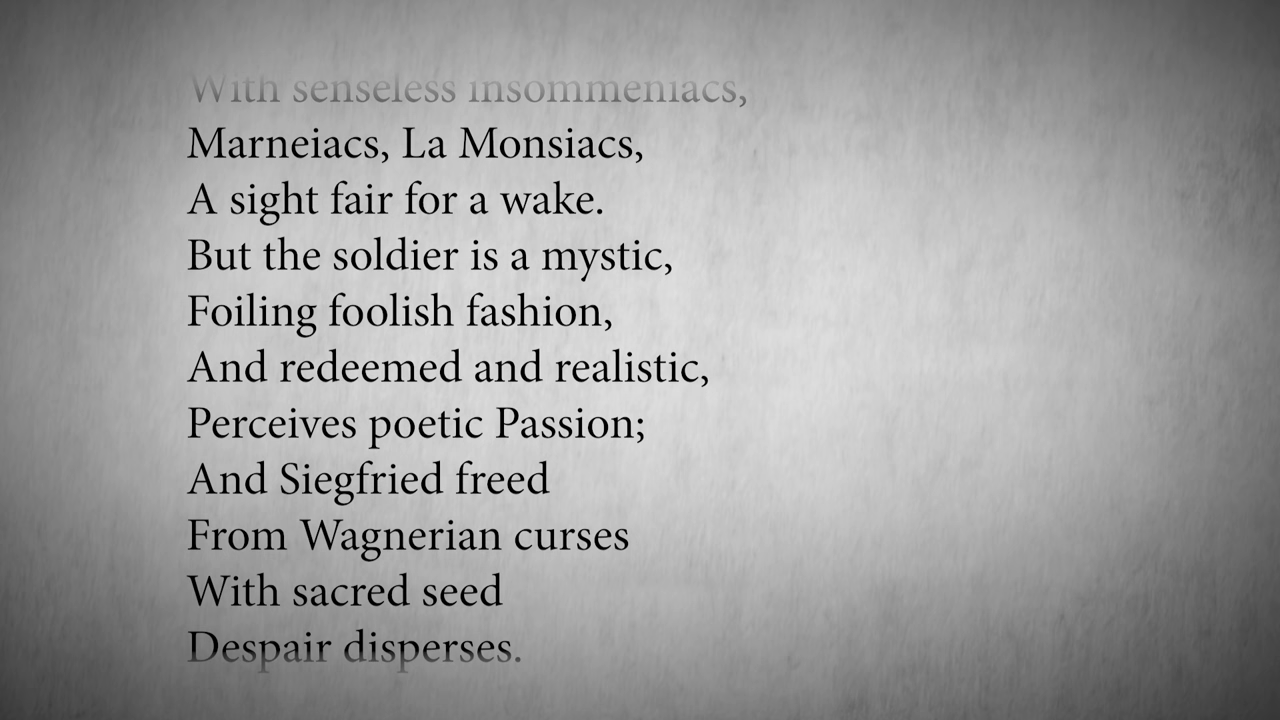 With senseless insommeniacs,
Marneiacs, La Monsiacs,
A sight fair for a wake.
But the soldier is a mystic,
Foiling foolish fashion,
And redeemed and realistic,
Perceives poetic Passion;
And Siegfried freed
From Wagnerian curses
With sacred seed
Despair disperses.